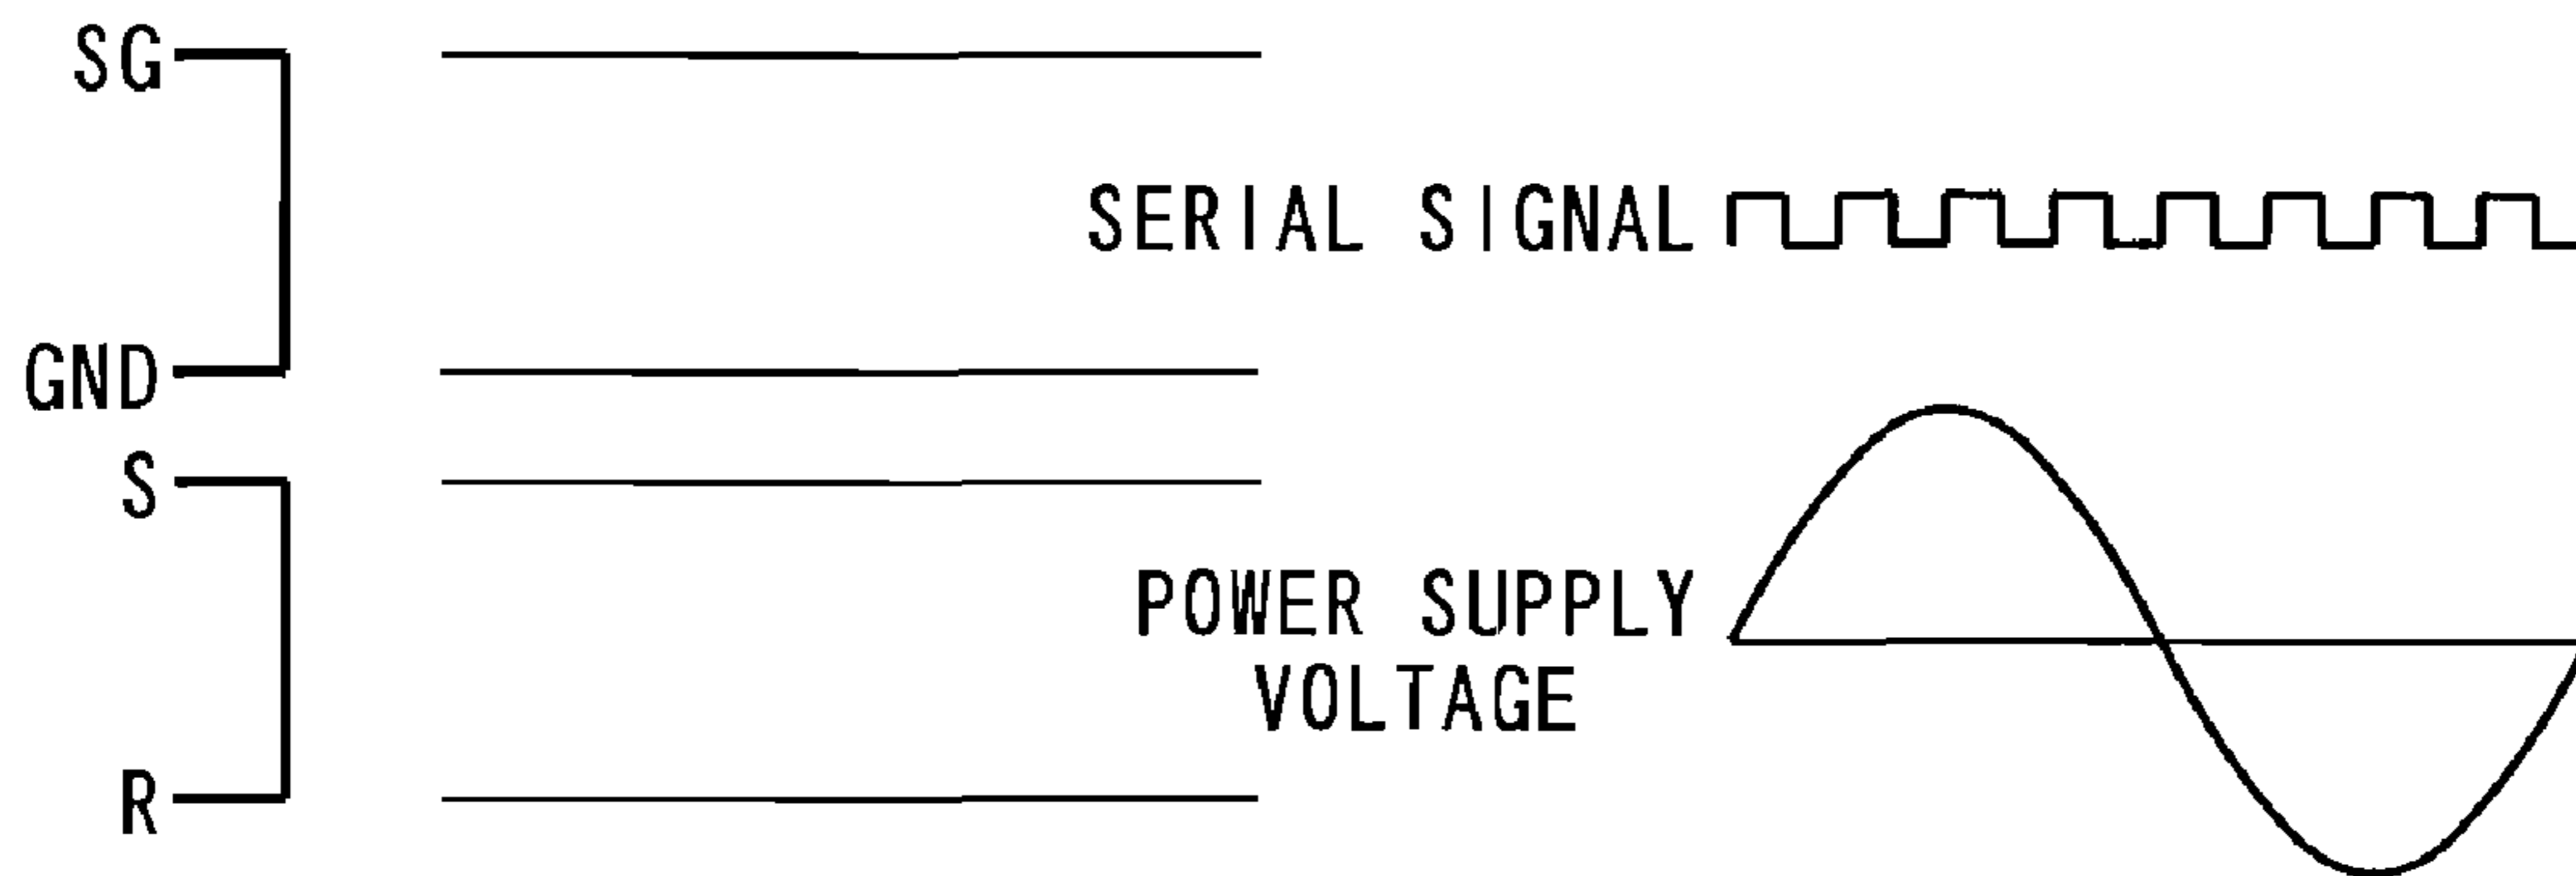 SG
SERIAL SIGNAL
GND
S
POWER SUPPLY
VOLTAGE
R